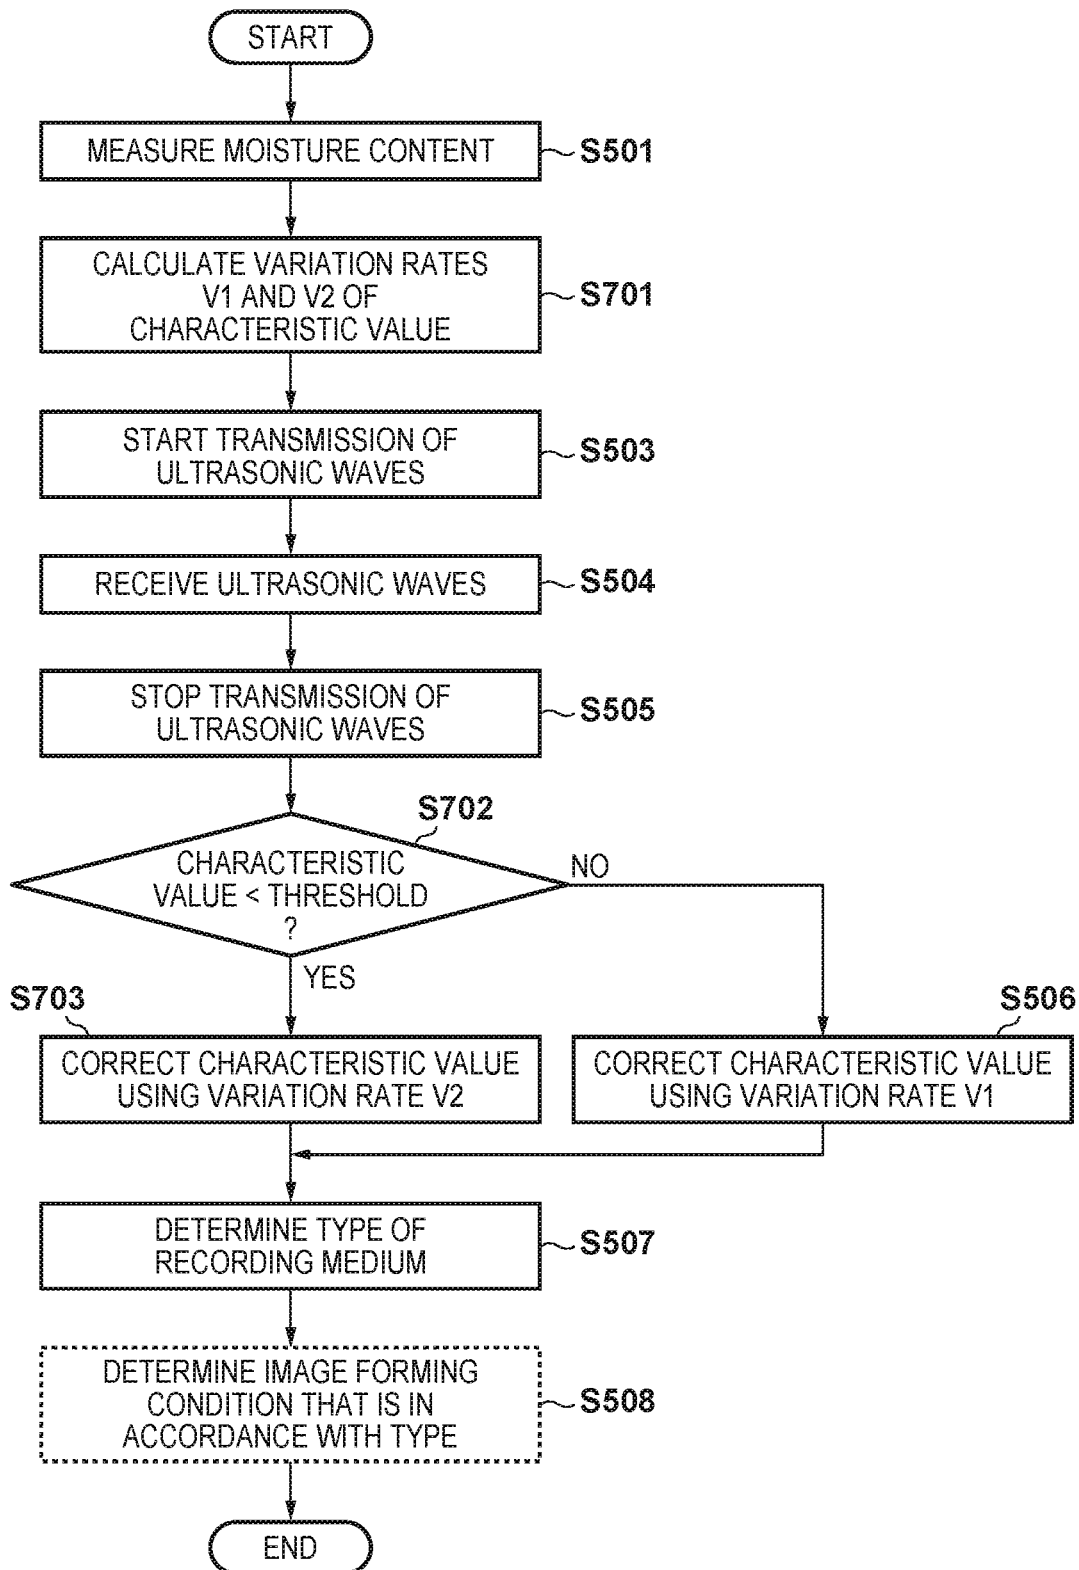 START
MEASURE MOISTURE CONTENT
S501
CALCULATE VARIATION RATES
V1 AND V2 OF
CHARACTERISTIC VALUE
S701
START TRANSMISSION OF
ULTRASONIC WAVES
S503
RECEIVE ULTRASONIC WAVES
S504
STOP TRANSMISSION OF
ULTRASONIC WAVES
S505
S702
CHARACTERISTIC
VALUE < THRESHOLD
?
NO
YES
S703
CORRECT CHARACTERISTIC VALUE
USING VARIATION RATE V2
S506
CORRECT CHARACTERISTIC VALUE
USING VARIATION RATE V1
DETERMINE TYPE OF
RECORDING MEDIUM
S507
DETERMINE IMAGE FORMING
CONDITION THAT IS IN
ACCORDANCE WITH TYPE
S508
END